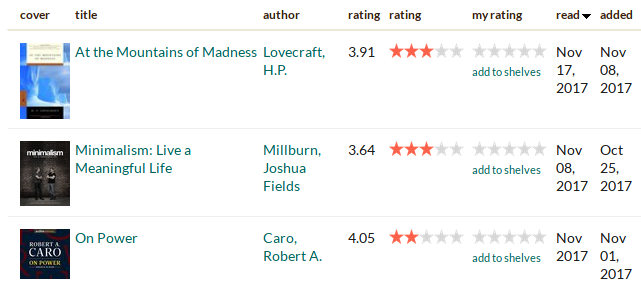 cover title author rating rating my rating read added
At the Mountains of Madness Lovecraft, 3.91 Nov Nov
H.P. add to shelves 17, 08,
2017 2017
minimalism Minimalism: Live a Millburn, 3.64 Nov Oct
Meaningful Life Joshua add to shelves 08, 25,
Fields 2017 2017
On Power Caro, 4.05 Nov Nov
ROBERT A. Robert A. add to shelves 2017 01,
CARO 2017
ON POWER